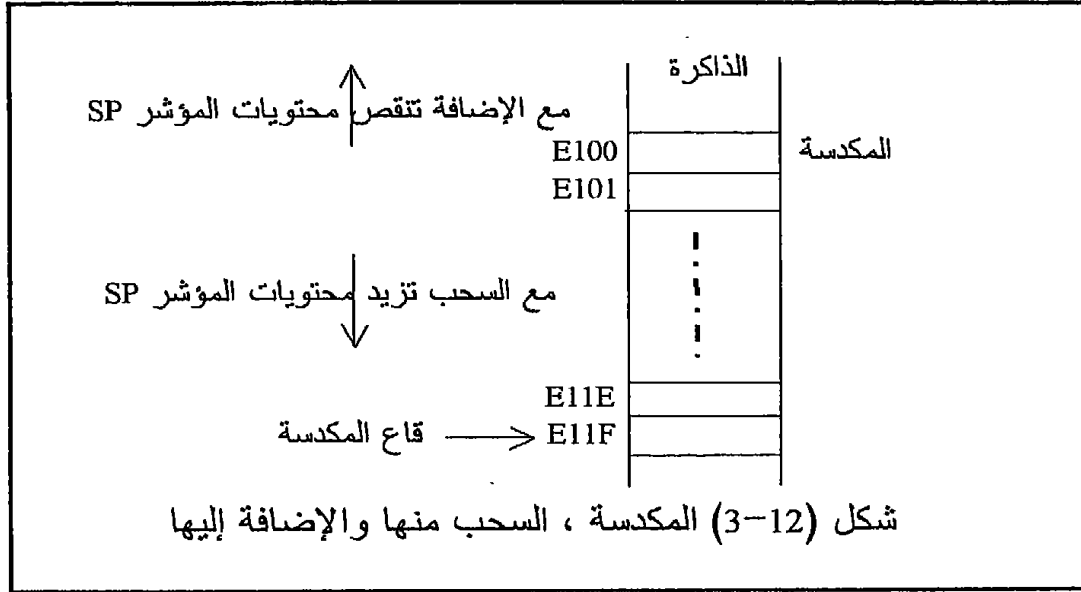 الذاكرة
مع الإضافة تنقص محتويات المؤشر SP
E100
المكدسة
E101
مع السحب تزيد محتويات المؤشر SP
E11E
قاع المكدسة
E11F
شكل (3-12) المكدسة ، السحب منها والإضافة إليها